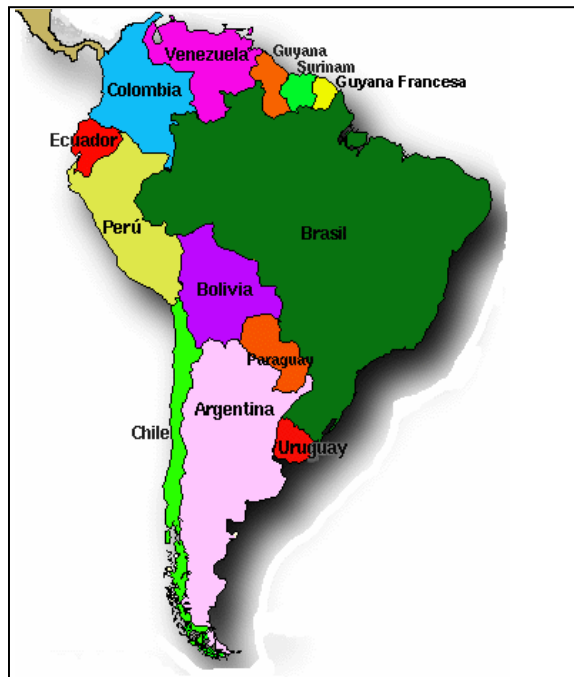 Venezuela
Guyana
Surinam
Guyana Francesa
Colombia
Ecuador
Perú
Brasil
Bolivia
Paraguay
Argentina
Chile
Uruguay